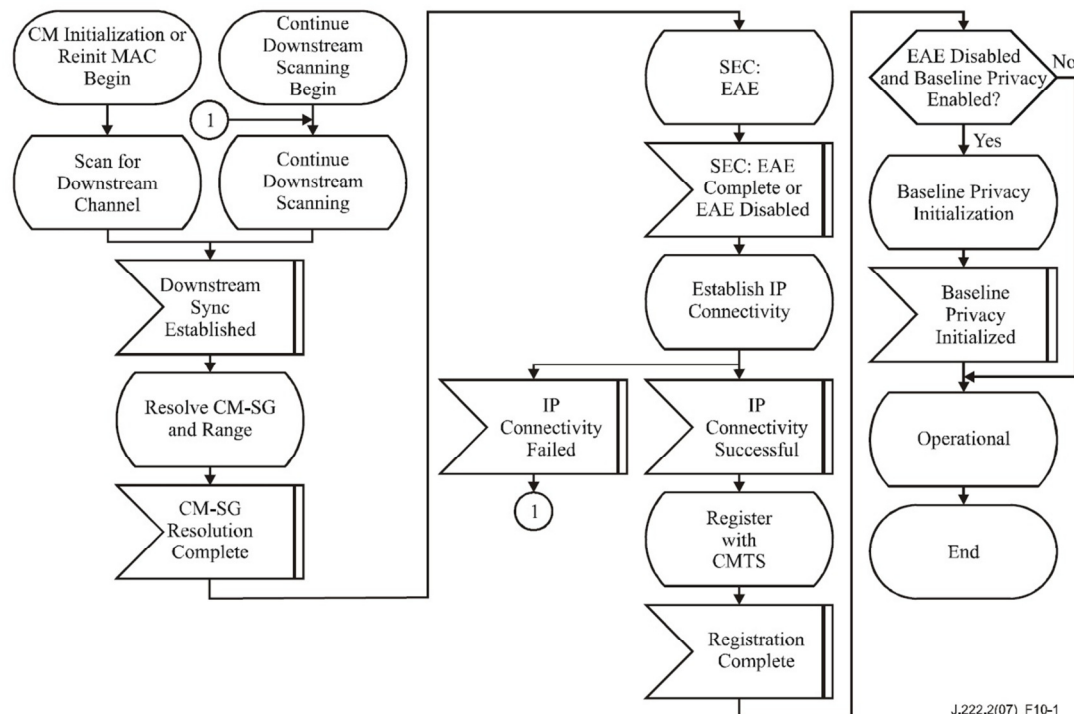 CM Initialization or
Reinit MAC
Begin
Continue
Downstream
Scanning
Begin
1
Scan for
Downstream
Channel
Continue
Downstream
Scanning
Downstream
Sync
Established
Resolve CM-SG
and Range
CM-SG
Resolution
Complete
SEC:
EAE
SEC: EAE
Complete or
EAE Disabled
Establish IP
Connectivity
IP
Connectivity
Failed
1
IP
Connectivity
Successful
Register
with
CMTS
Registration
Complete
EAE Disabled
and Baseline Privacy
Enabled?
No
Yes
Baseline Privacy
Initialization
Baseline
Privacy
Initialized
Operational
End
J.222.2(07)_F10-1